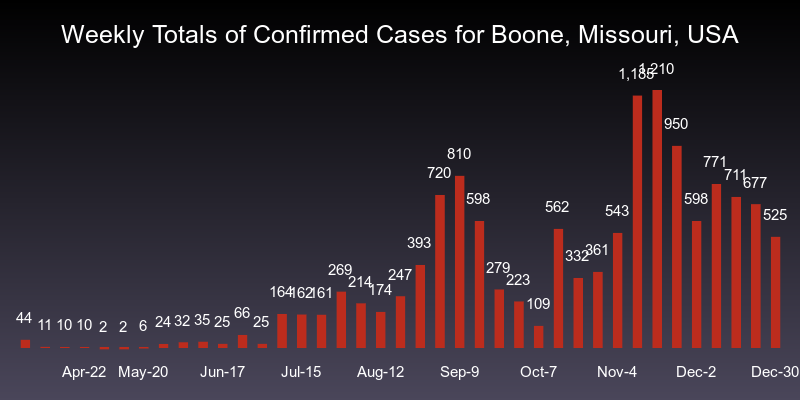 Weekly Totals of Confirmed Cases for Boone, Missouri, USA
44 11 10 10 2 2 6 24 32 35 25 66 25 164 162 161 269 214 174 247 393 720 810 598 279 223 109 562 332 361 543 1,185 1,210 950 598 771 711 677 525
Apr-22 May-20 Jun-17 Jul-15 Aug-12 Sep-9 Oct-7 Nov-4 Dec-2 Dec-30